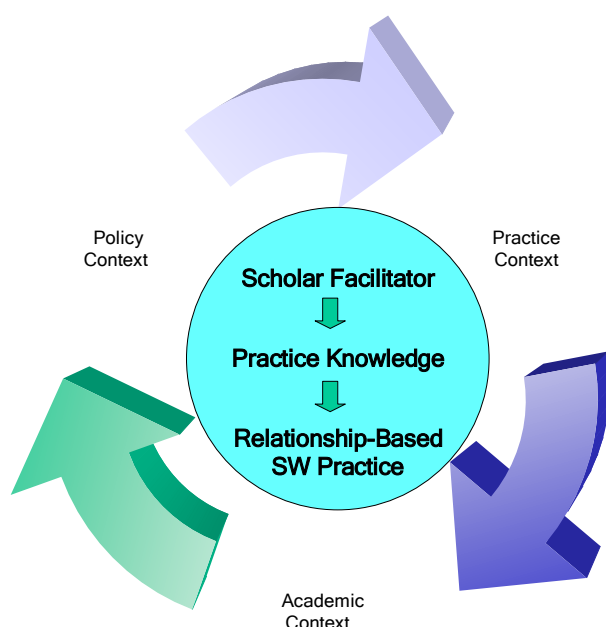 Policy
Context
Practice
Context
Scholar Facilitator
Practice Knowledge
Relationship-Based
SW Practice
Academic
Context